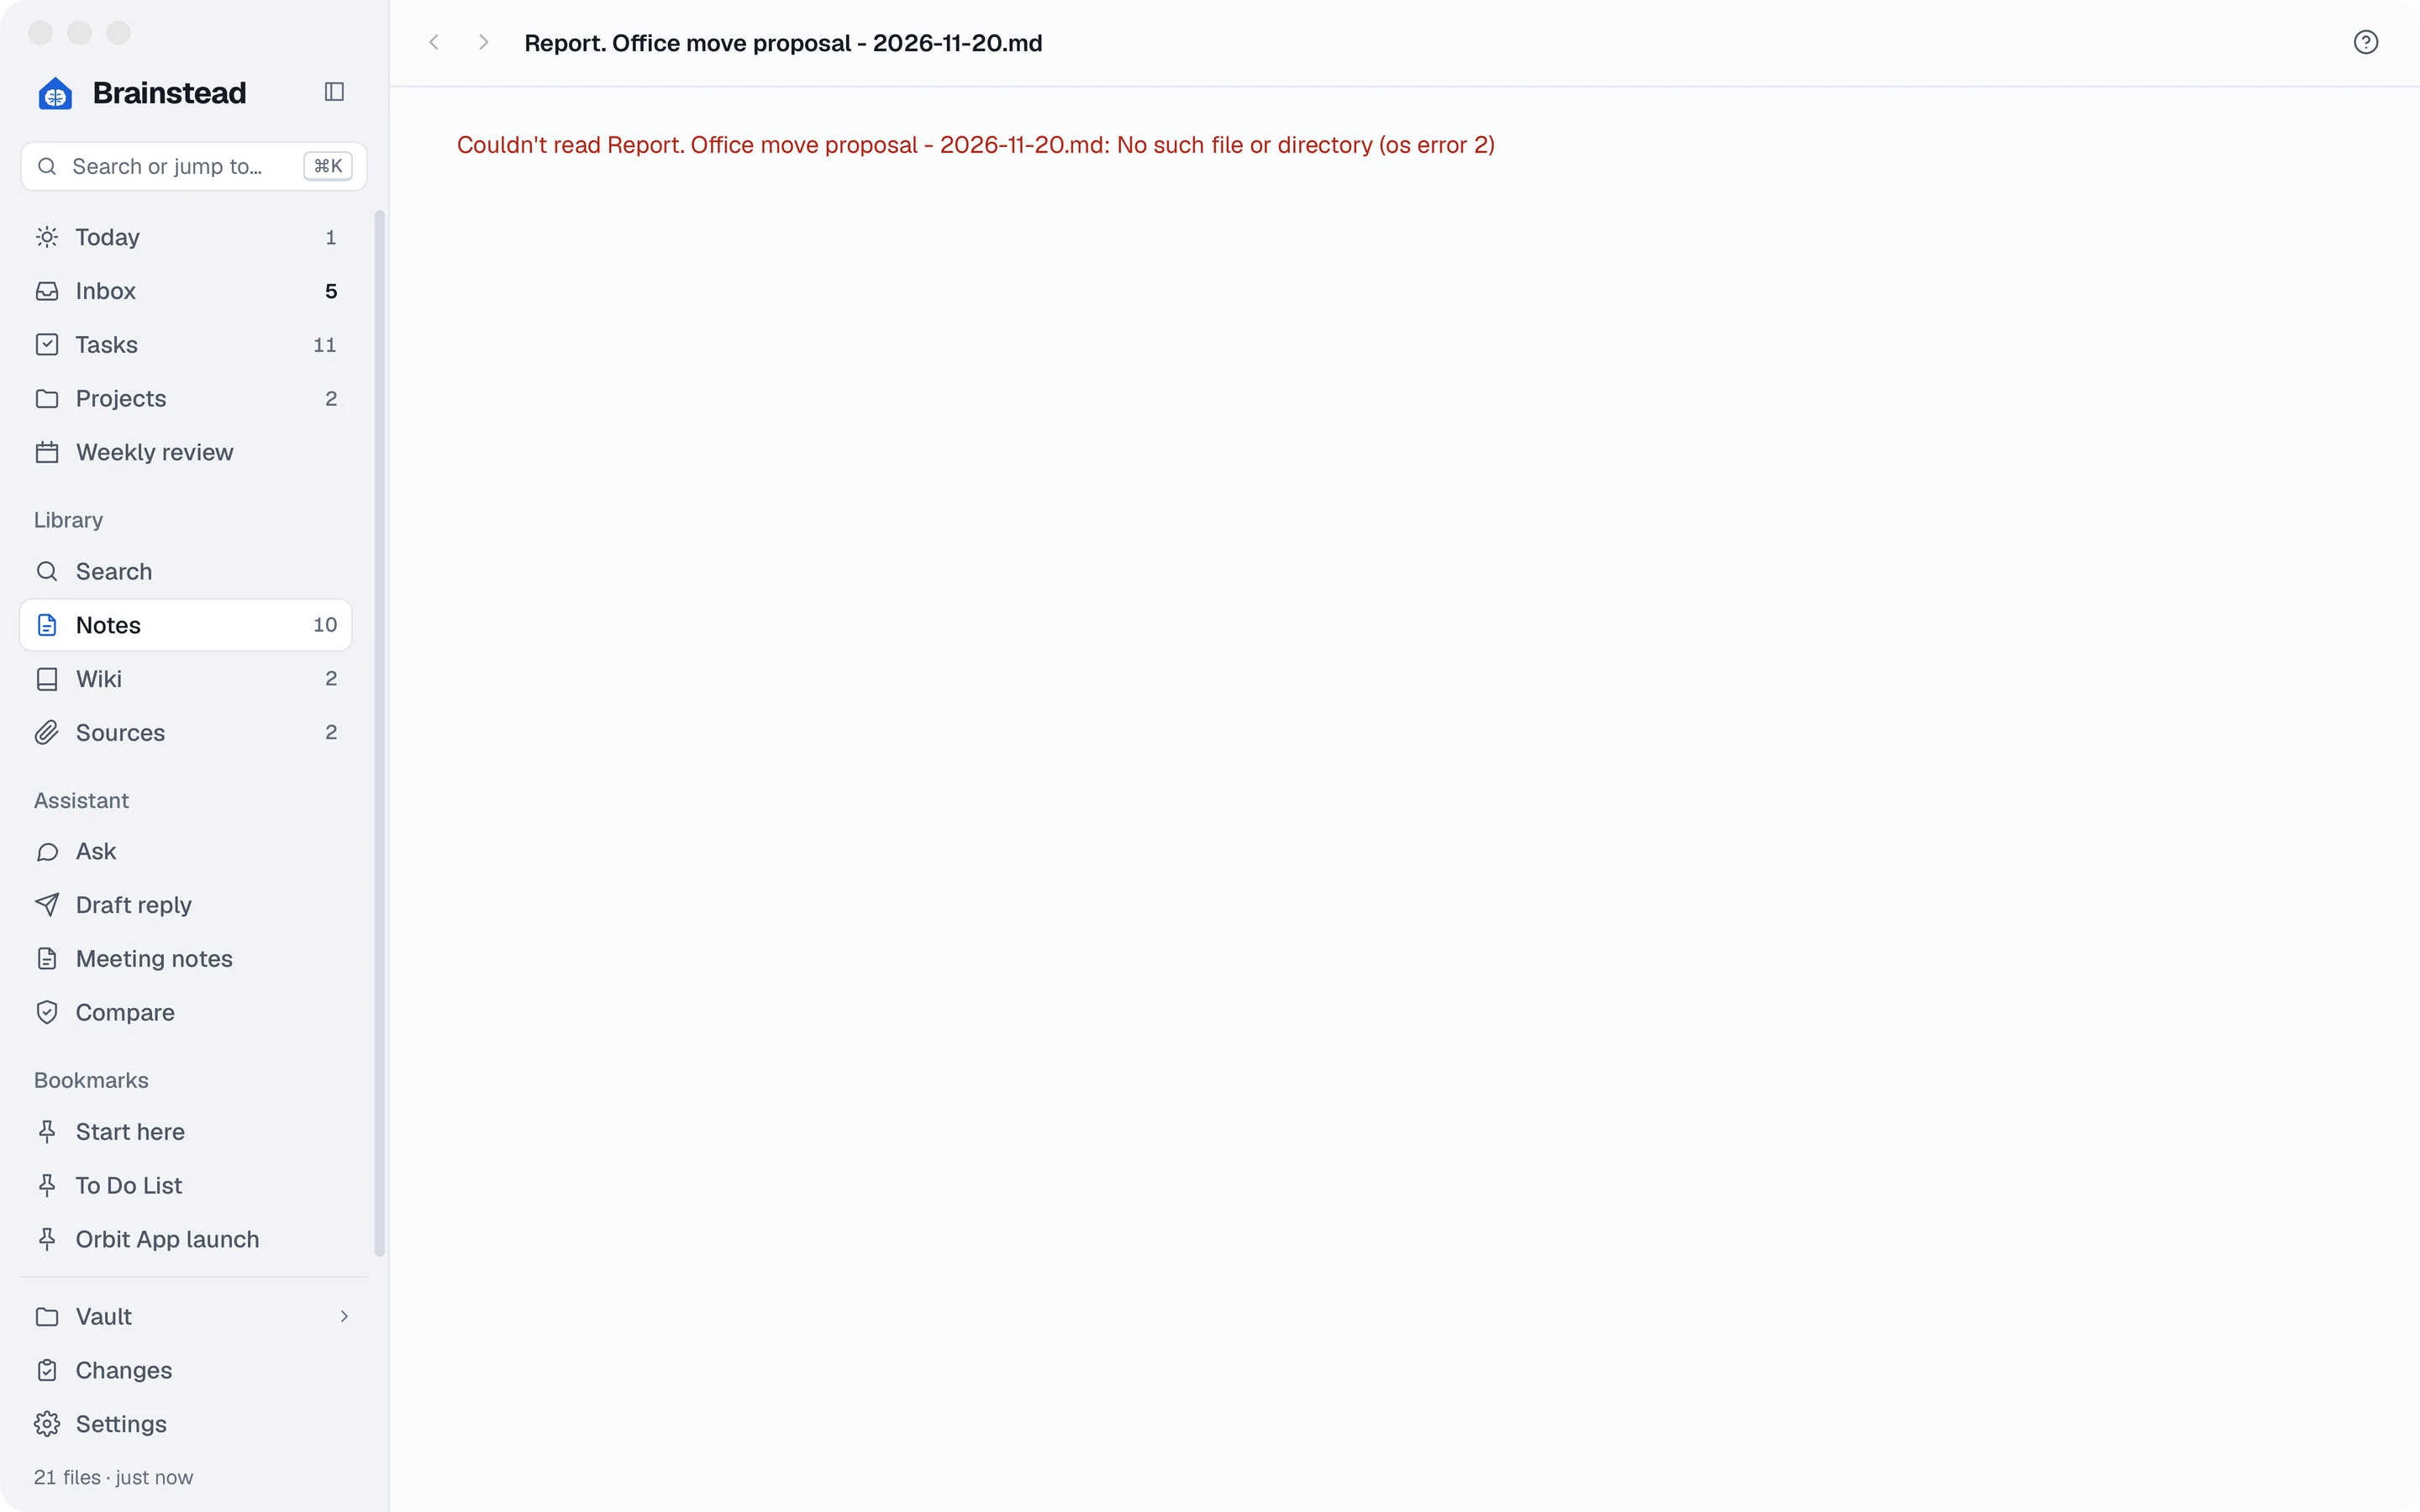 Brainstead
Search or jump to... ⌘K
Today 1
Inbox 5
Tasks 11
Projects 2
Weekly review
Library
Search
Notes 10
Wiki 2
Sources 2
Assistant
Ask
Draft reply
Meeting notes
Compare
Bookmarks
Start here
To Do List
Orbit App launch
Vault
Changes
Settings
21 files · just now
Report. Office move proposal - 2026-11-20.md
Couldn't read Report. Office move proposal - 2026-11-20.md: No such file or directory (os error 2)